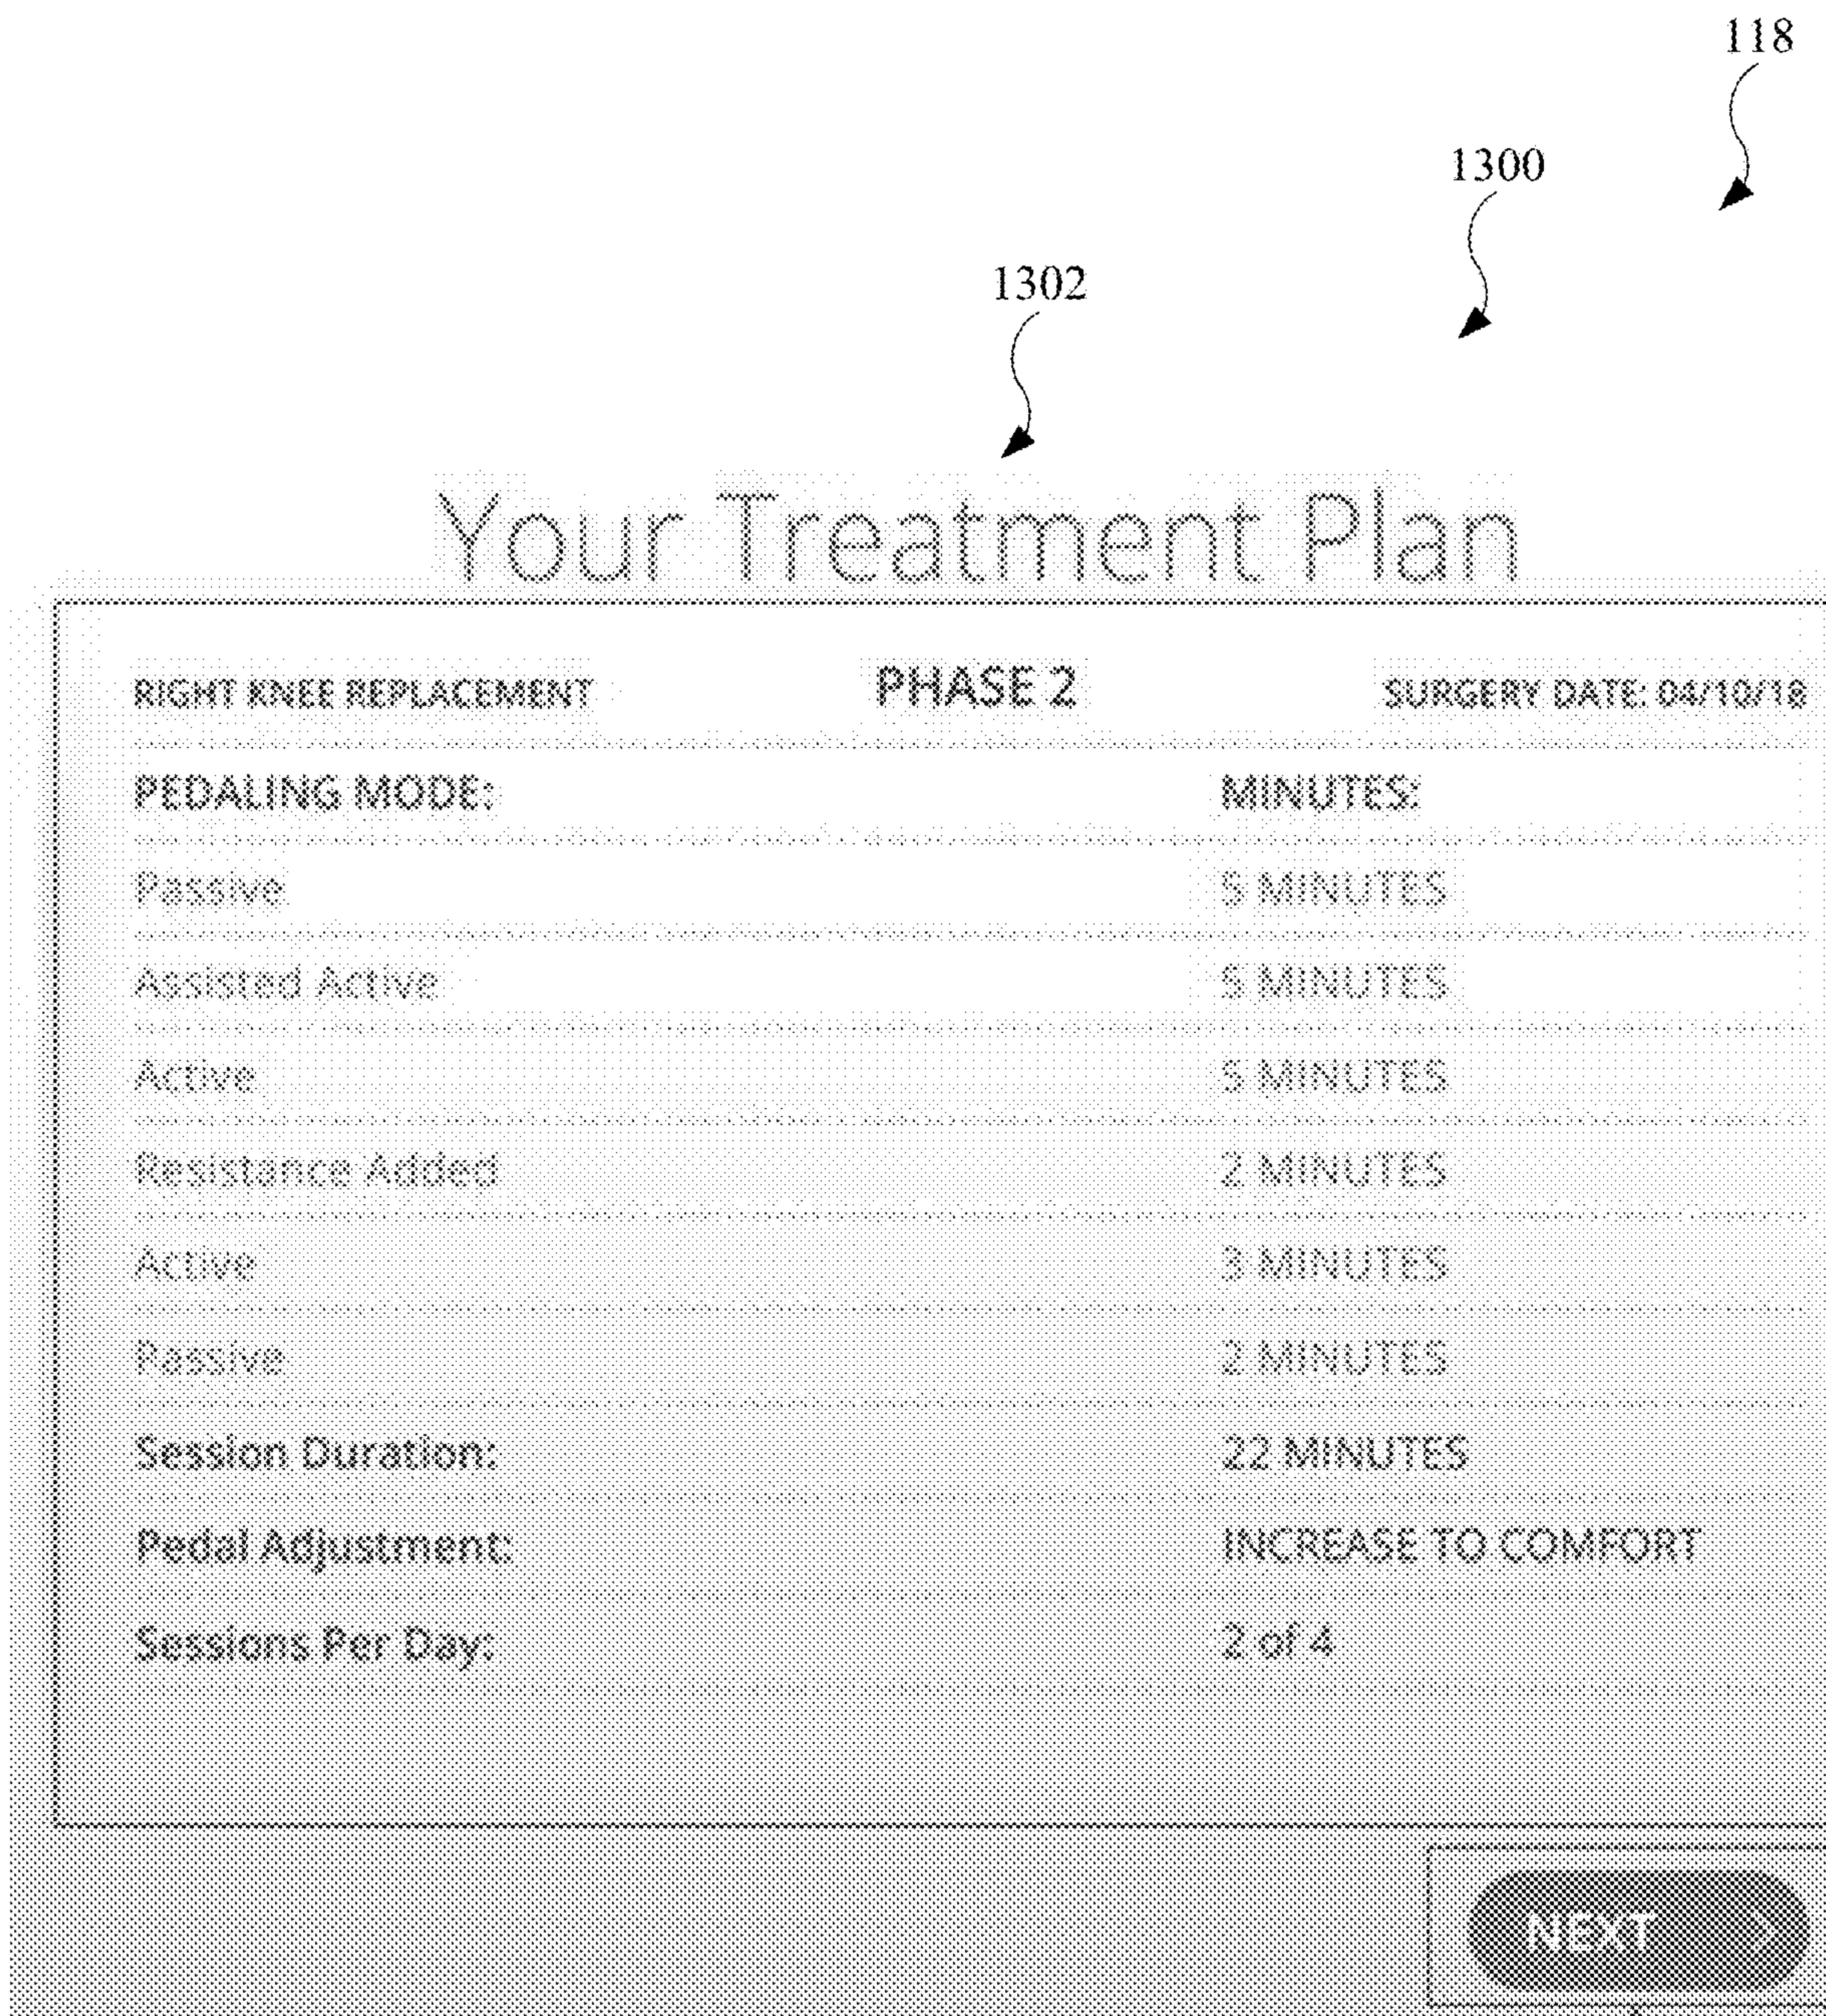 118
1300
1302
Your Treatment Plan
RIGHT KNEE REPLACEMENT PHASE 2 SURGERY DATE: 04/10/18
PEDALING MODE: MINUTES:
Passive 5 MINUTES
Assisted Active 5 MINUTES
Active 5 MINUTES
Resistance Added 2 MINUTES
Active 3 MINUTES
Passive 2 MINUTES
Session Duration: 22 MINUTES
Pedal Adjustment: INCREASE TO COMFORT
Sessions Per Day: 2 of 4
NEXT >